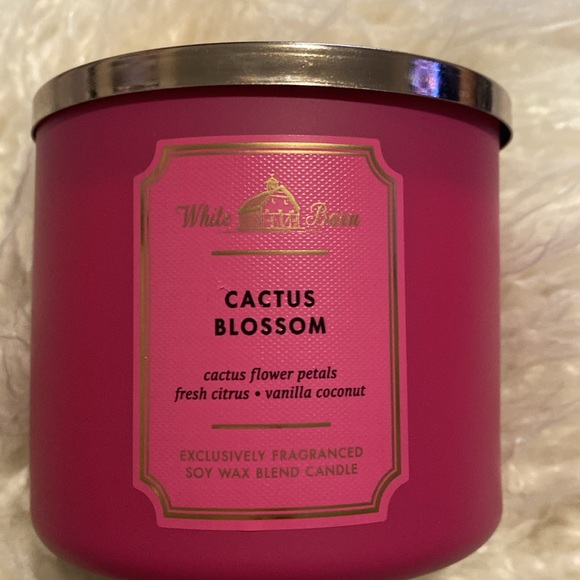 White Barn
CACTUS
BLOSSOM
cactus flower petals
fresh citrus • vanilla coconut
EXCLUSIVELY FRAGRANCED
SOY WAX BLEND CANDLE